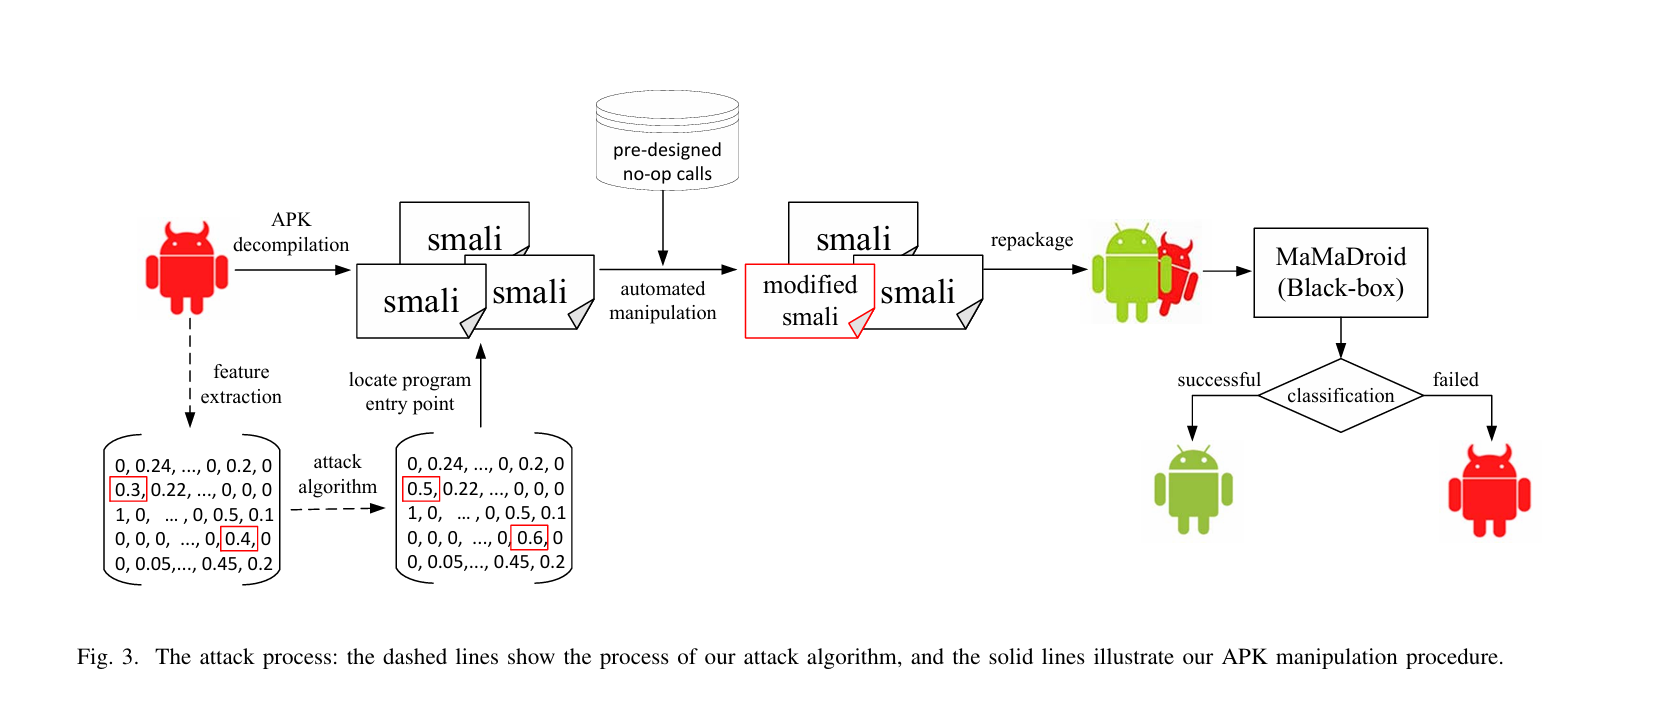 pre-designed
no-op calls
APK
decompilation
smali
smali
smali
automated
manipulation
smali
modified
smali
smali
repackage
MaMaDroid
(Black-box)
successful
classification
failed
feature
extraction
locate program
entry point
0, 0.24, ..., 0, 0.2, 0
0.3, 0.22, ..., 0, 0, 0
1, 0, ... , 0, 0.5, 0.1
0, 0, 0, ..., 0, 0.4, 0
0, 0.05,..., 0.45, 0.2
attack
algorithm
0, 0.24, ..., 0, 0.2, 0
0.5, 0.22, ..., 0, 0, 0
1, 0, ... , 0, 0.5, 0.1
0, 0, 0, ..., 0, 0.6, 0
0, 0.05,..., 0.45, 0.2
Fig. 3. The attack process: the dashed lines show the process of our attack algorithm, and the solid lines illustrate our APK manipulation procedure.